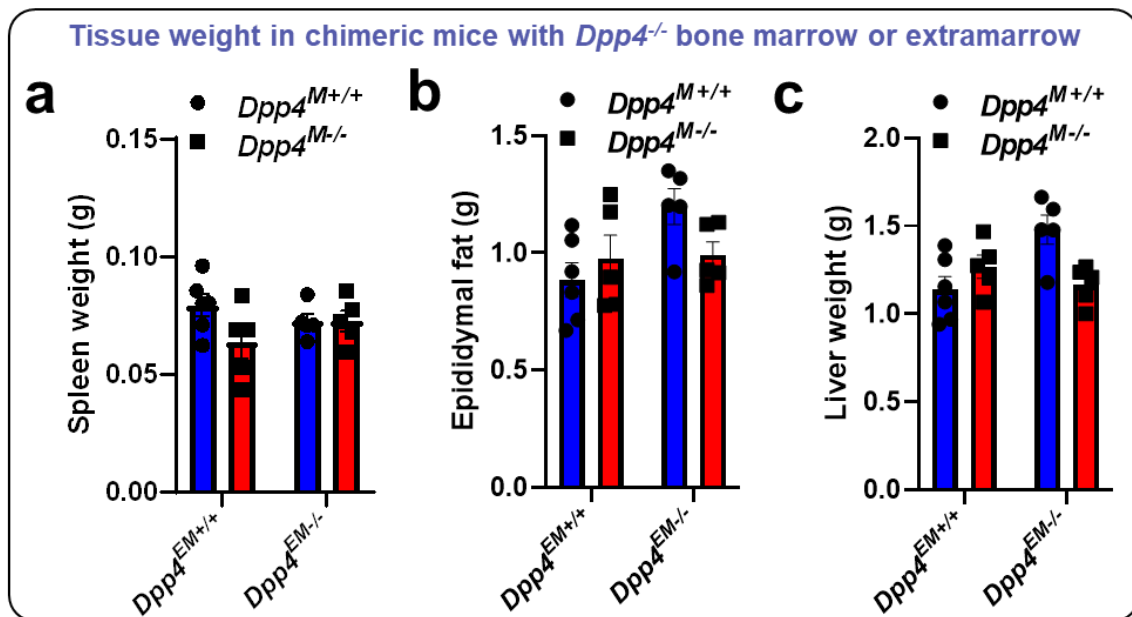 Tissue weight in chimeric mice with Dpp4-/- bone marrow or extramarrow
a
Dpp4M+/+
Dpp4M-/-
Spleen weight (g)
0.15
0.10
0.05
0.00
Dpp4EM+/+
Dpp4EM-/-
b
Dpp4M+/+
Dpp4M-/-
Epididymal fat (g)
1.5
1.0
0.5
0.0
Dpp4EM+/+
Dpp4EM-/-
c
Dpp4M+/+
Dpp4M-/-
Liver weight (g)
2.0
1.5
1.0
0.5
0.0
Dpp4EM+/+
Dpp4EM-/-